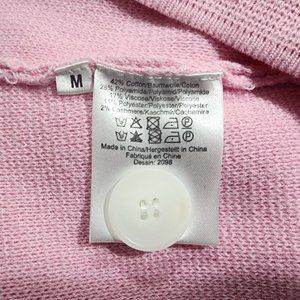 M
42% Cotton/Baumwolle/Coton
28% Polyamide/Polyamid/Polyamide
17% Viscose/Viskose/Viscose
11% Polyester/Polyester/Polyester
2% Cashmere/Kaschmir/Cachemire
Made in China/Hergestellt in China
Fabriqué en Chine
Dessin: 2098